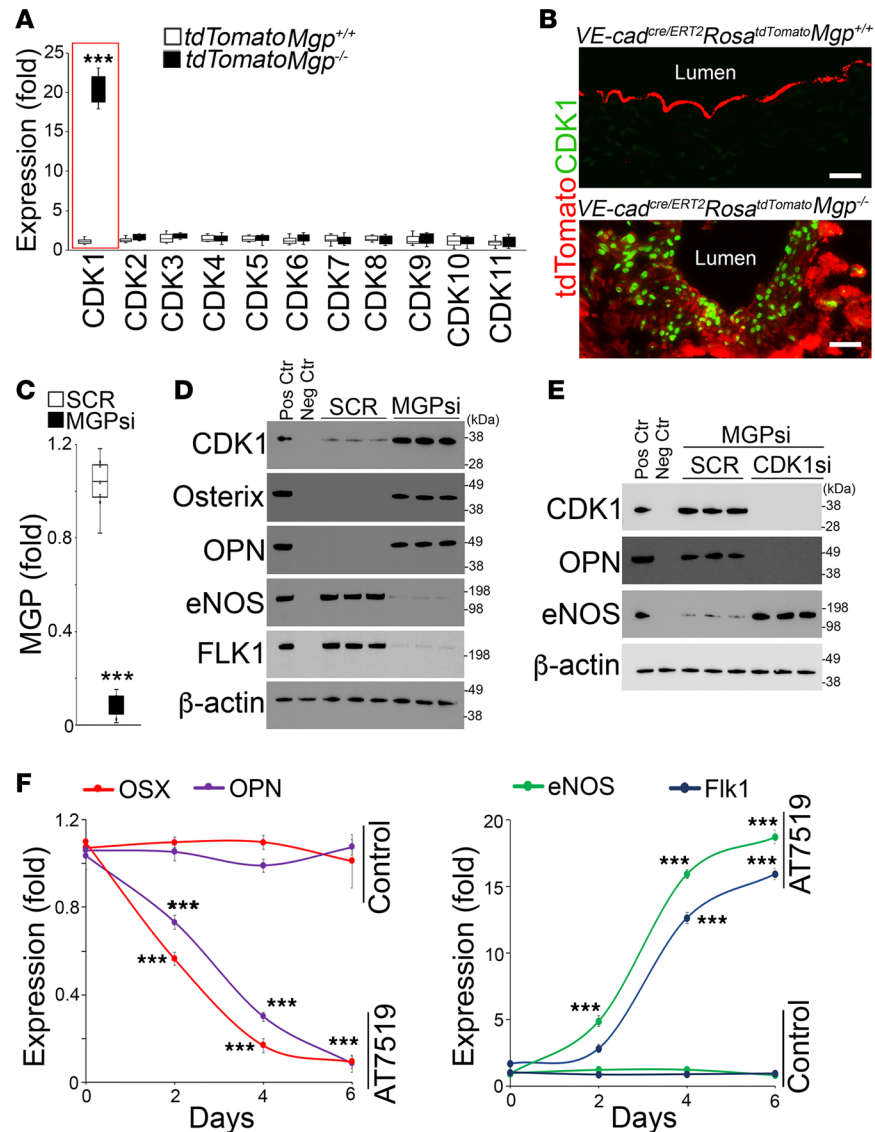 A
tdTomatoMgp+/+
tdTomatoMgp-/-
Expression (fold)
25
20
15
10
5
0
***
CDK1
CDK2
CDK3
CDK4
CDK5
CDK6
CDK7
CDK8
CDK9
CDK10
CDK11
B
VE-cadcre/ERT2RosatdTomatoMgp+/+
Lumen
VE-cadcre/ERT2RosatdTomatoMgp-/-
Lumen
tdTomatoCDK1
C
SCR
MGPsi
MGP (fold)
1.2
0.8
0.4
0
***
D
Pos Ctr
Neg Ctr
SCR
MGPsi
(kDa)
CDK1
-38
-28
Osterix
-49
-38
OPN
-49
-38
eNOS
-198
-98
FLK1
-198
β-actin
-49
-38
E
Pos Ctr
Neg Ctr
MGPsi
SCR
CDK1si
(kDa)
CDK1
-38
-28
OPN
-49
-38
eNOS
-198
-98
β-actin
-49
-38
F
OSX
OPN
Expression (fold)
1.2
0.8
0.4
0
0
2
4
6
Days
***
***
***
***
***
Control
AT7519
eNOS
Flk1
Expression (fold)
20
15
10
5
0
0
2
4
6
Days
***
***
***
***
***
AT7519
Control